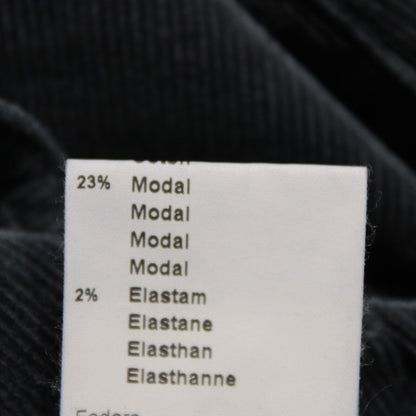 23% Modal
Modal
Modal
Modal
2% Elastam
Elastane
Elasthan
Elasthanne